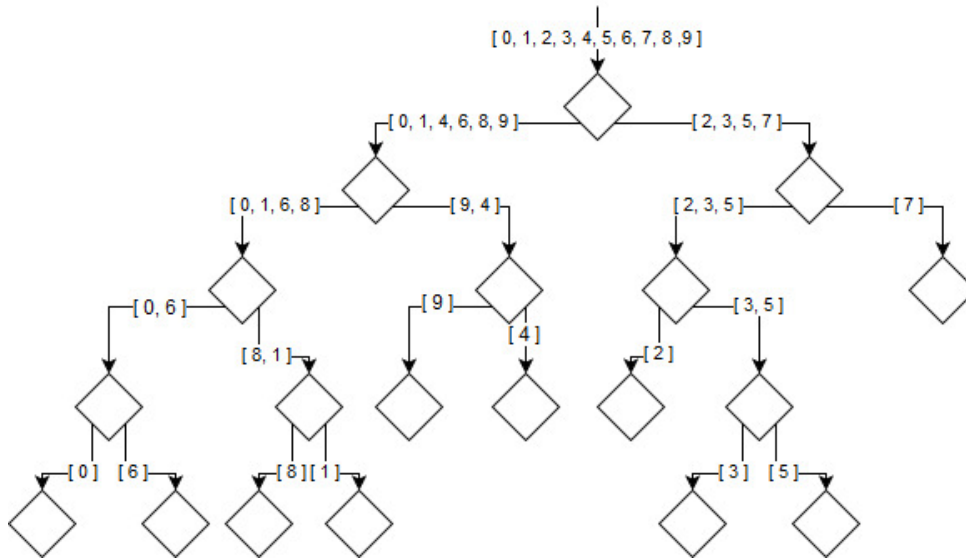 [ 0, 1, 2, 3, 4, 5, 6, 7, 8 ,9 ]
[ 0, 1, 4, 6, 8, 9 ]
[ 2, 3, 5, 7 ]
[ 0, 1, 6, 8 ]
[ 9, 4 ]
[ 2, 3, 5 ]
[ 7 ]
[ 0, 6 ]
[ 8, 1 ]
[ 9 ]
[ 4 ]
[ 2 ]
[ 3, 5 ]
[ 0 ]
[ 6 ]
[ 8 ]
[ 1 ]
[ 3 ]
[ 5 ]